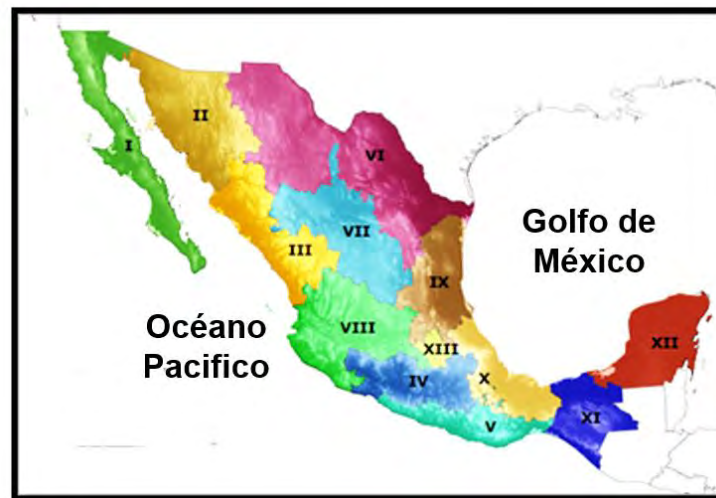 II
I
VI
Golfo de
México
VII
III
IX
Océano
Pacifico
VIII
XIII
XII
IV
X
V
XI